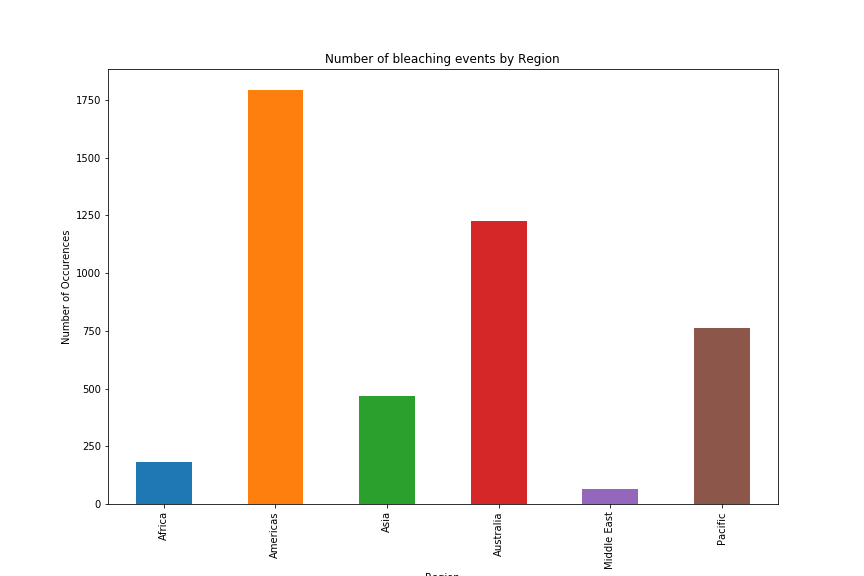 Number of bleaching events by Region
Number of Occurences
1750
1500
1250
1000
750
500
250
0
Africa
Americas
Asia
Australia
Middle East
Pacific
Region